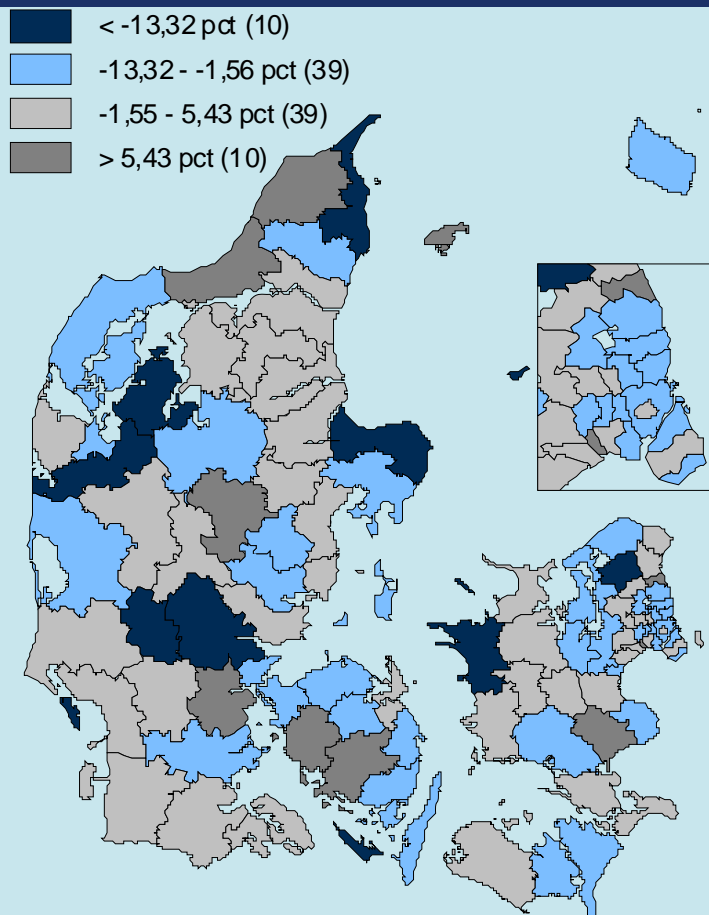 < -13,32 pct (10)
-13,32 - -1,56 pct (39)
-1,55 - 5,43 pct (39)
> 5,43 pct (10)